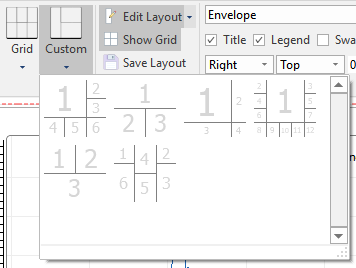 Edit Layout
Envelope
Grid
Custom
Show Grid
Title
Legend
Swa
Save Layout
Right
Top
0
1 2
3
4 5 6
1
2 3
1 2
3 4
2 1 3
4 5
6 7
8 9 10 11 12
1 2
3
1 4 2
6 5 3